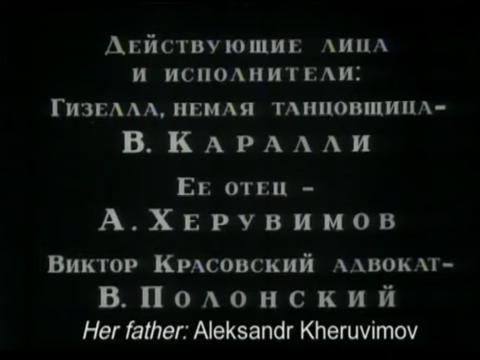 Действующие лица
и исполнители:
Гизелла, немая танцовщица-
В. Каралли
Ее отец -
А. Херувимов
Виктор Красовский адвокат-
В. Полонский
Her father: Aleksandr Kheruvimov